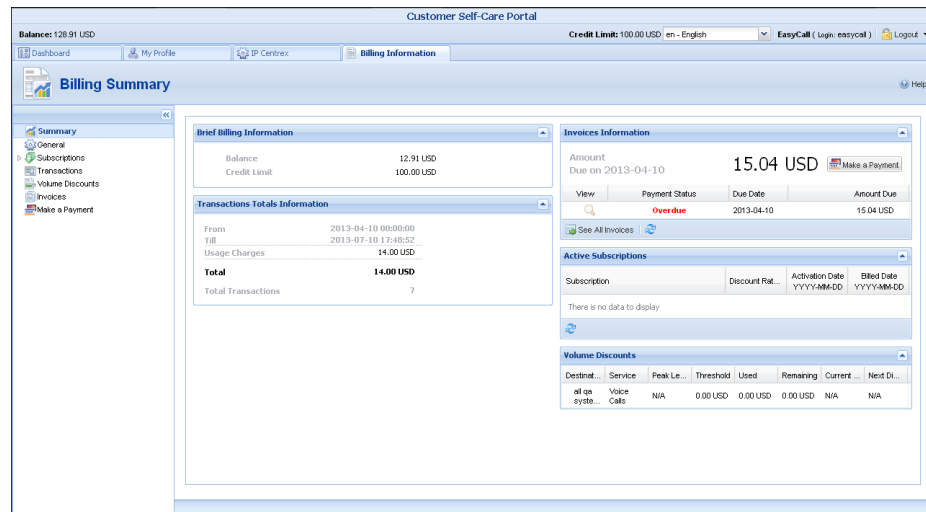 Customer Self-Care Portal
Balance: 128.91 USD
Credit Limit: 100.00 USD en - English EasyCall ( Login: easycall ) Logout
Dashboard My Profile IP Centrex Billing Information
Billing Summary
Help
Summary
General
Subscriptions
Transactions
Volume Discounts
Invoices
Make a Payment
Brief Billing Information
Balance 12.91 USD
Credit Limit 100.00 USD
Transactions Totals Information
From 2013-04-10 00:00:00
Till 2013-07-10 17:48:52
Usage Charges 14.00 USD
Total 14.00 USD
Total Transactions 7
Invoices Information
Amount
Due on 2013-04-10
15.04 USD
Make a Payment
View Payment Status Due Date Amount Due
Overdue 2013-04-10 15.04 USD
See All Invoices
Active Subscriptions
Subscription Discount Rat... Activation Date YYYY-MM-DD Billed Date YYYY-MM-DD
There is no data to display
Volume Discounts
Destinat... Service Peak Le... Threshold Used Remaining Current ... Next Di...
all qa syste... Voice Calls N/A 0.00 USD 0.00 USD 0.00 USD N/A N/A